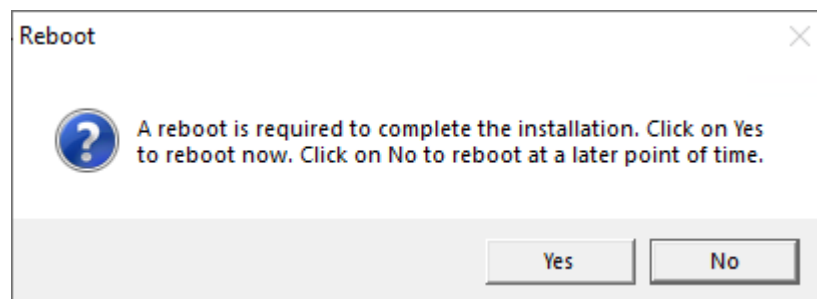 Reboot
A reboot is required to complete the installation. Click on Yes
to reboot now. Click on No to reboot at a later point of time.
Yes
No